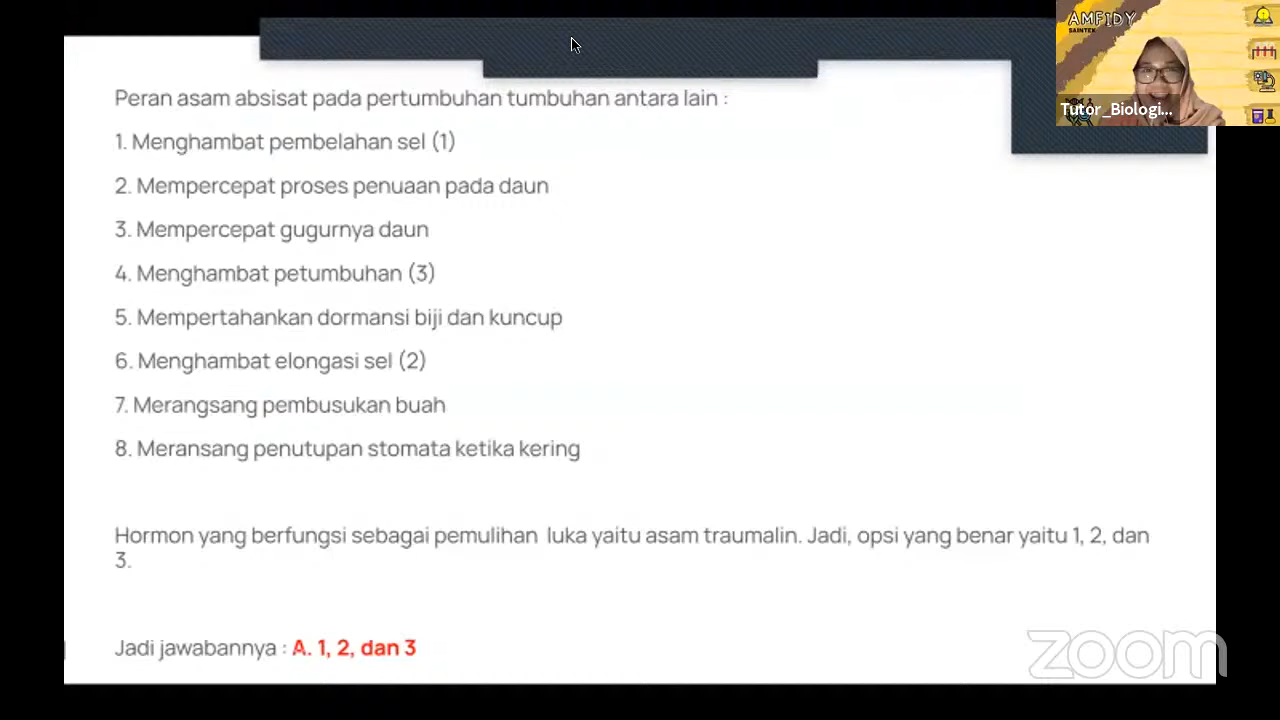 AMFIDY
SAINTEK
Tutor_Biologi...
Peran asam absisat pada pertumbuhan tumbuhan antara lain :
1. Menghambat pembelahan sel (1)
2. Mempercepat proses penuaan pada daun
3. Mempercepat gugurnya daun
4. Menghambat petumbuhan (3)
5. Mempertahankan dormansi biji dan kuncup
6. Menghambat elongasi sel (2)
7. Merangsang pembusukan buah
8. Meransang penutupan stomata ketika kering
Hormon yang berfungsi sebagai pemulihan luka yaitu asam traumalin. Jadi, opsi yang benar yaitu 1, 2, dan
3.
Jadi jawabannya : A. 1, 2, dan 3
zoom